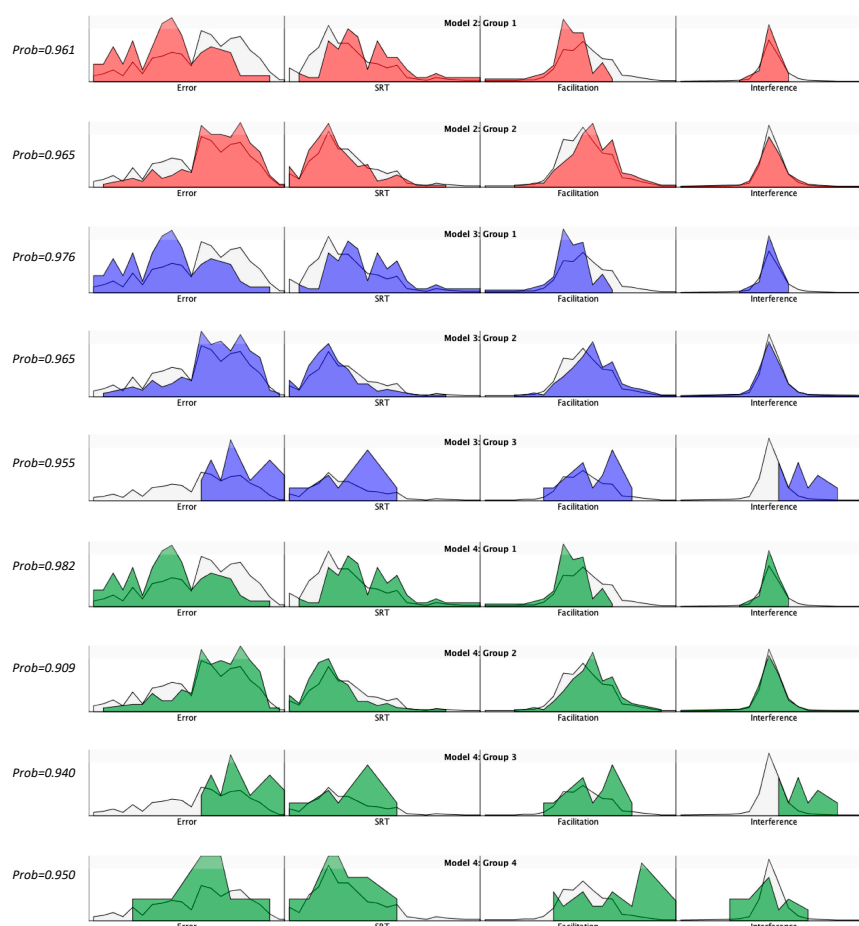 Model 2: Group 1
Prob=0.961
Error SRT Facilitation Interference
Model 2: Group 2
Prob=0.965
Error SRT Facilitation Interference
Model 3: Group 1
Prob=0.976
Error SRT Facilitation Interference
Model 3: Group 2
Prob=0.965
Error SRT Facilitation Interference
Model 3: Group 3
Prob=0.955
Error SRT Facilitation Interference
Model 4: Group 1
Prob=0.982
Error SRT Facilitation Interference
Model 4: Group 2
Prob=0.909
Error SRT Facilitation Interference
Model 4: Group 3
Prob=0.940
Error SRT Facilitation Interference
Model 4: Group 4
Prob=0.950
Error SRT Facilitation Interference